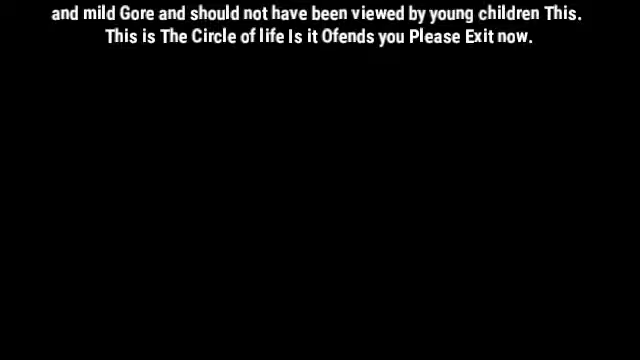 and mild Gore and should not have been viewed by young children This.
This is The Circle of life Is it Ofends you Please Exit now.